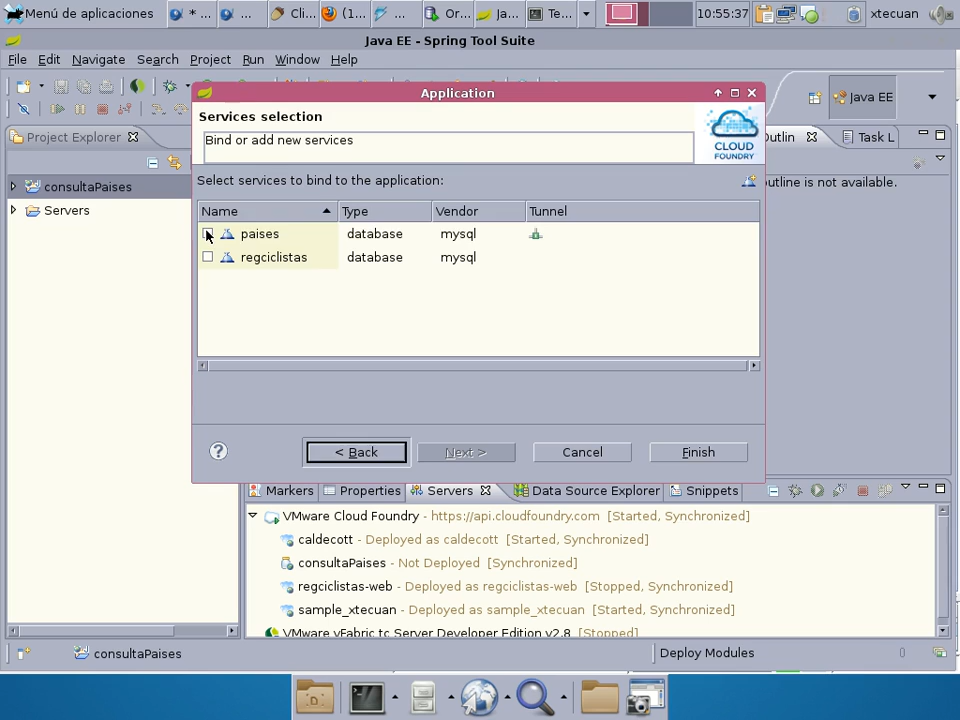 Menú de aplicaciones
* ...
...
Cli...
(1...
...
Or...
Ja...
Te...
10:55:37
xtecuan
Java EE - Spring Tool Suite
File Edit Navigate Search Project Run Window Help
Java EE
Project Explorer
consultaPaises
Servers
Application
Services selection
Bind or add new services
CLOUD
FOUNDRY
Select services to bind to the application:
Name Type Vendor Tunnel
paises database mysql
regciclistas database mysql
? < Back Next > Cancel Finish
Outlin Task L
outline is not available.
Markers Properties Servers Data Source Explorer Snippets
VMware Cloud Foundry - https://api.cloudfoundry.com [Started, Synchronized]
caldecott - Deployed as caldecott [Started, Synchronized]
consultaPaises - Not Deployed [Synchronized]
regciclistas-web - Deployed as regciclistas-web [Stopped, Synchronized]
sample_xtecuan - Deployed as sample_xtecuan [Started, Synchronized]
VMware vFabric tc Server Developer Edition v2.8 [Stopped]
consultaPaises
Deploy Modules
0